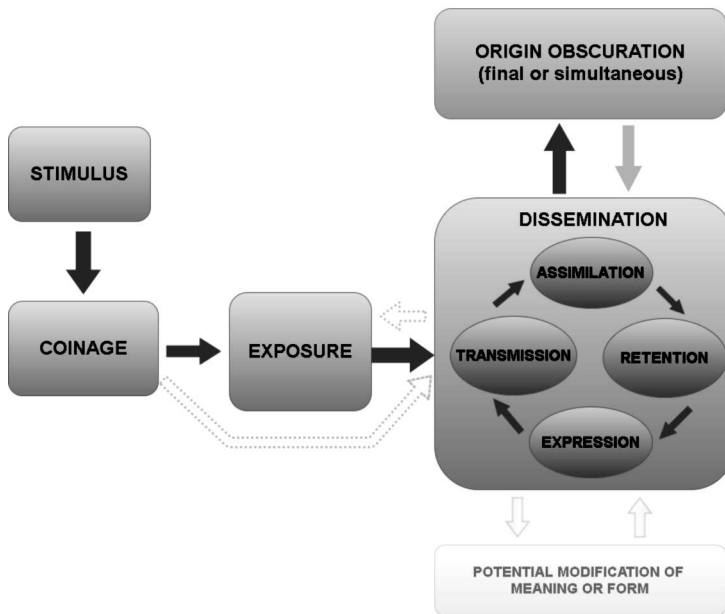 ORIGIN OBSCURATION
(final or simultaneous)
STIMULUS
DISSEMINATION
ASSIMILATION
COINAGE
EXPOSURE
TRANSMISSION
RETENTION
EXPRESSION
POTENTIAL MODIFICATION OF
MEANING OR FORM